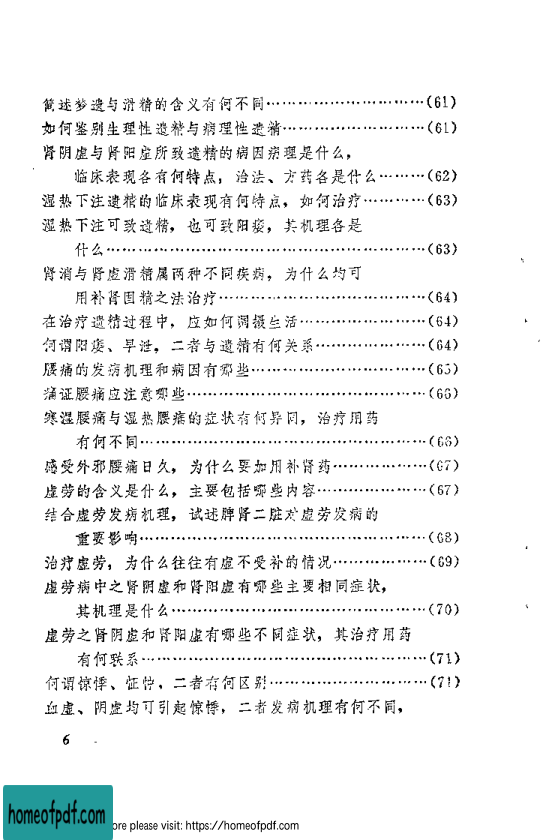 简述梦遗与滑精的含义有何不同…………………………(61)
如何鉴别生理性遗精与病理性遗精………………………(61)
肾阴虚与肾阳虚所致遗精的病因病理是什么，
临床表现各有何特点，治法、方药各是什么………(62)
湿热下注遗精的临床表现有何特点，如何治疗…………(63)
湿热下注可致遗精，也可致阳痿，其机理各是
什么……………………………………………………(63)
肾消与肾虚滑精属两种不同疾病，为什么均可
用补肾固精之法治疗…………………………………(64)
在治疗遗精过程中，应如何调摄生活……………………(64)
何谓阳痿、早泄，二者与遗精有何关系…………………(64)
腰痛的发病机理和病因有哪些……………………………(65)
痛证腰痛应注意哪些………………………………………(66)
寒湿腰痛与湿热腰痛的症状有何异同，治疗用药
有何不同………………………………………………(66)
感受外邪腰痛日久，为什么要加用补肾药………………(67)
虚劳的含义是什么，主要包括哪些内容…………………(67)
结合虚劳发病机理，试述脾肾二脏对虚劳发病的
重要影响………………………………………………(68)
治疗虚劳，为什么往往有虚不受补的情况………………(69)
虚劳病中之肾阴虚和肾阳虚有哪些主要相同症状，
其机理是什么…………………………………………(70)
虚劳之肾阴虚和肾阳虚有哪些不同症状，其治疗用药
有何联系………………………………………………(71)
何谓惊悸、怔忡，二者有何区别…………………………(71)
血虚、阴虚均可引起惊悸，二者发病机理有何不同，
6
homeofpdf.com
ore please visit: https://homeofpdf.com